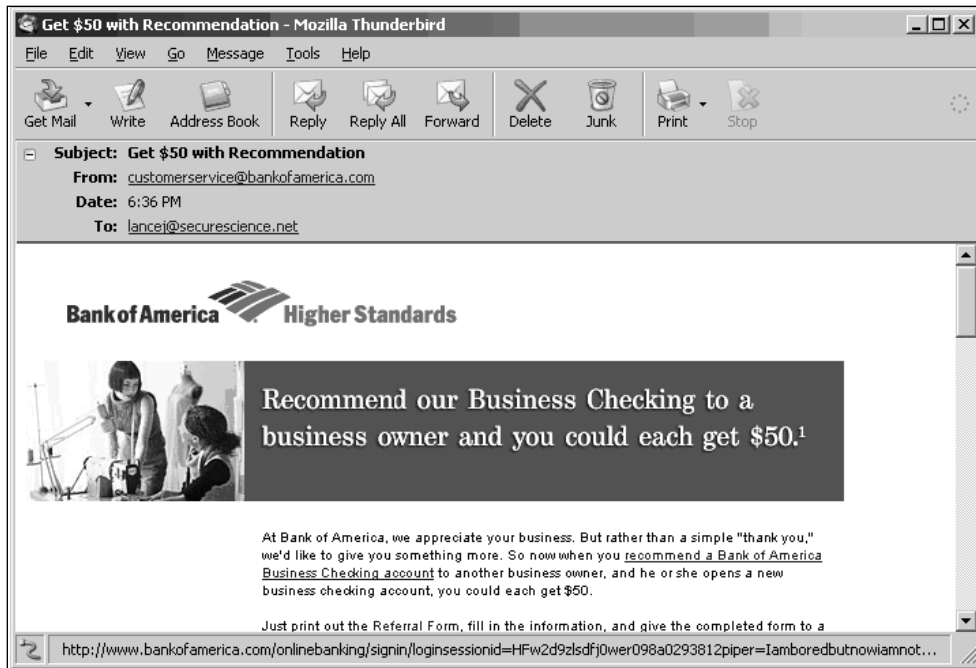 Get $50 with Recommendation - Mozilla Thunderbird
File Edit View Go Message Tools Help
Get Mail Write Address Book Reply Reply All Forward Delete Junk Print Stop
Subject: Get $50 with Recommendation
From: customerservice@bankofamerica.com
Date: 6:36 PM
To: lancej@securescience.net
Bank of America Higher Standards
Recommend our Business Checking to a
business owner and you could each get $50.¹
At Bank of America, we appreciate your business. But rather than a simple "thank you,"
we'd like to give you something more. So now when you recommend a Bank of America
Business Checking account to another business owner, and he or she opens a new
business checking account, you could each get $50.
Just print out the Referral Form, fill in the information, and give the completed form to a
http://www.bankofamerica.com/onlinebanking/signin/loginsessionid=HFw2d9zlsdfj0wer098a0293812piper=Iamboredbutnowiamnot...